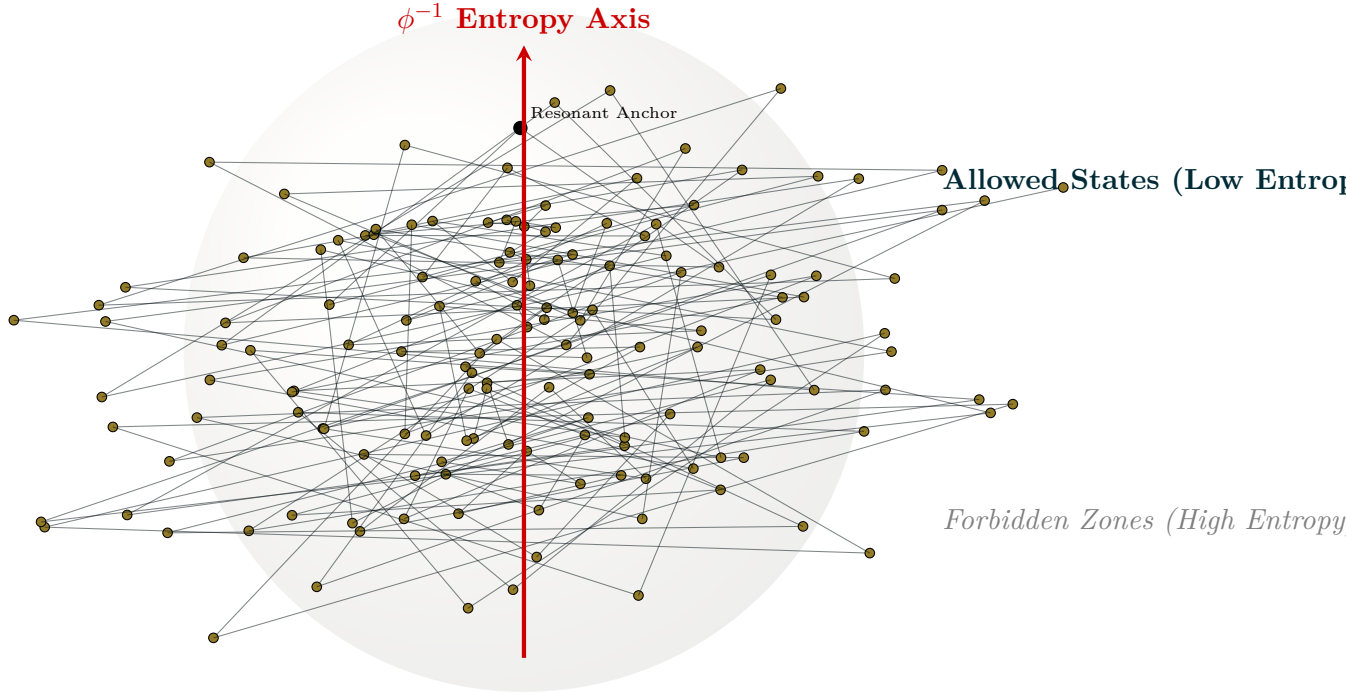 ϕ⁻¹ Entropy Axis
Resonant Anchor
Allowed States (Low Entrop
Forbidden Zones (High Entropy